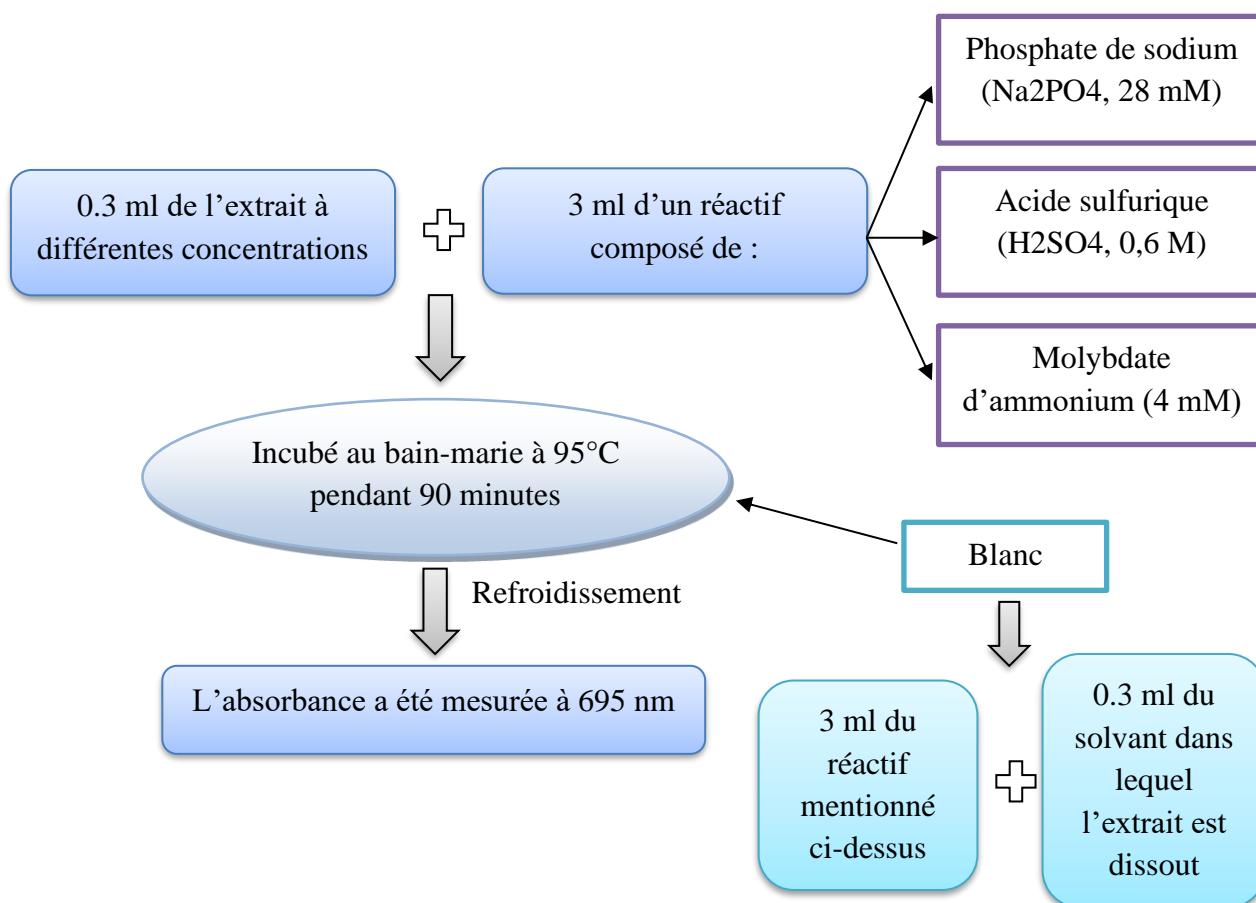 Phosphate de sodium
(Na2PO4, 28 mM)
0.3 ml de l’extrait à
différentes concentrations
3 ml d’un réactif
composé de :
Acide sulfurique
(H2SO4, 0,6 M)
Molybdate
d’ammonium (4 mM)
Incubé au bain-marie à 95°C
pendant 90 minutes
Blanc
Refroidissement
L’absorbance a été mesurée à 695 nm
3 ml du
réactif
mentionné
ci-dessus
0.3 ml du
solvant dans
lequel
l’extrait est
dissout